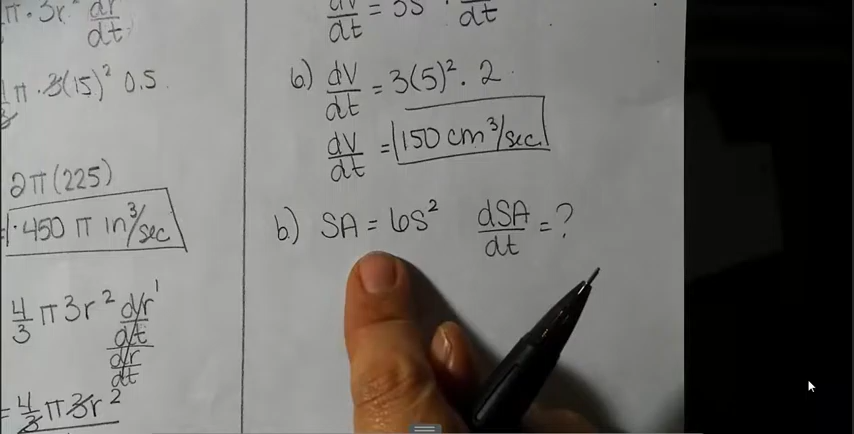 π · 3r² dr/dt
π · 3(15)² 0.5
2π(225)
· 450 π in³/sec
4/3 π 3r² dr/dt
dr/dt
= 4/3 π 3r²
dV/dt = 3s² · /dt
6.) dV/dt = 3(5)² · 2
dV/dt = 150 cm³/sec
b.) SA = 6s² dSA/dt = ?